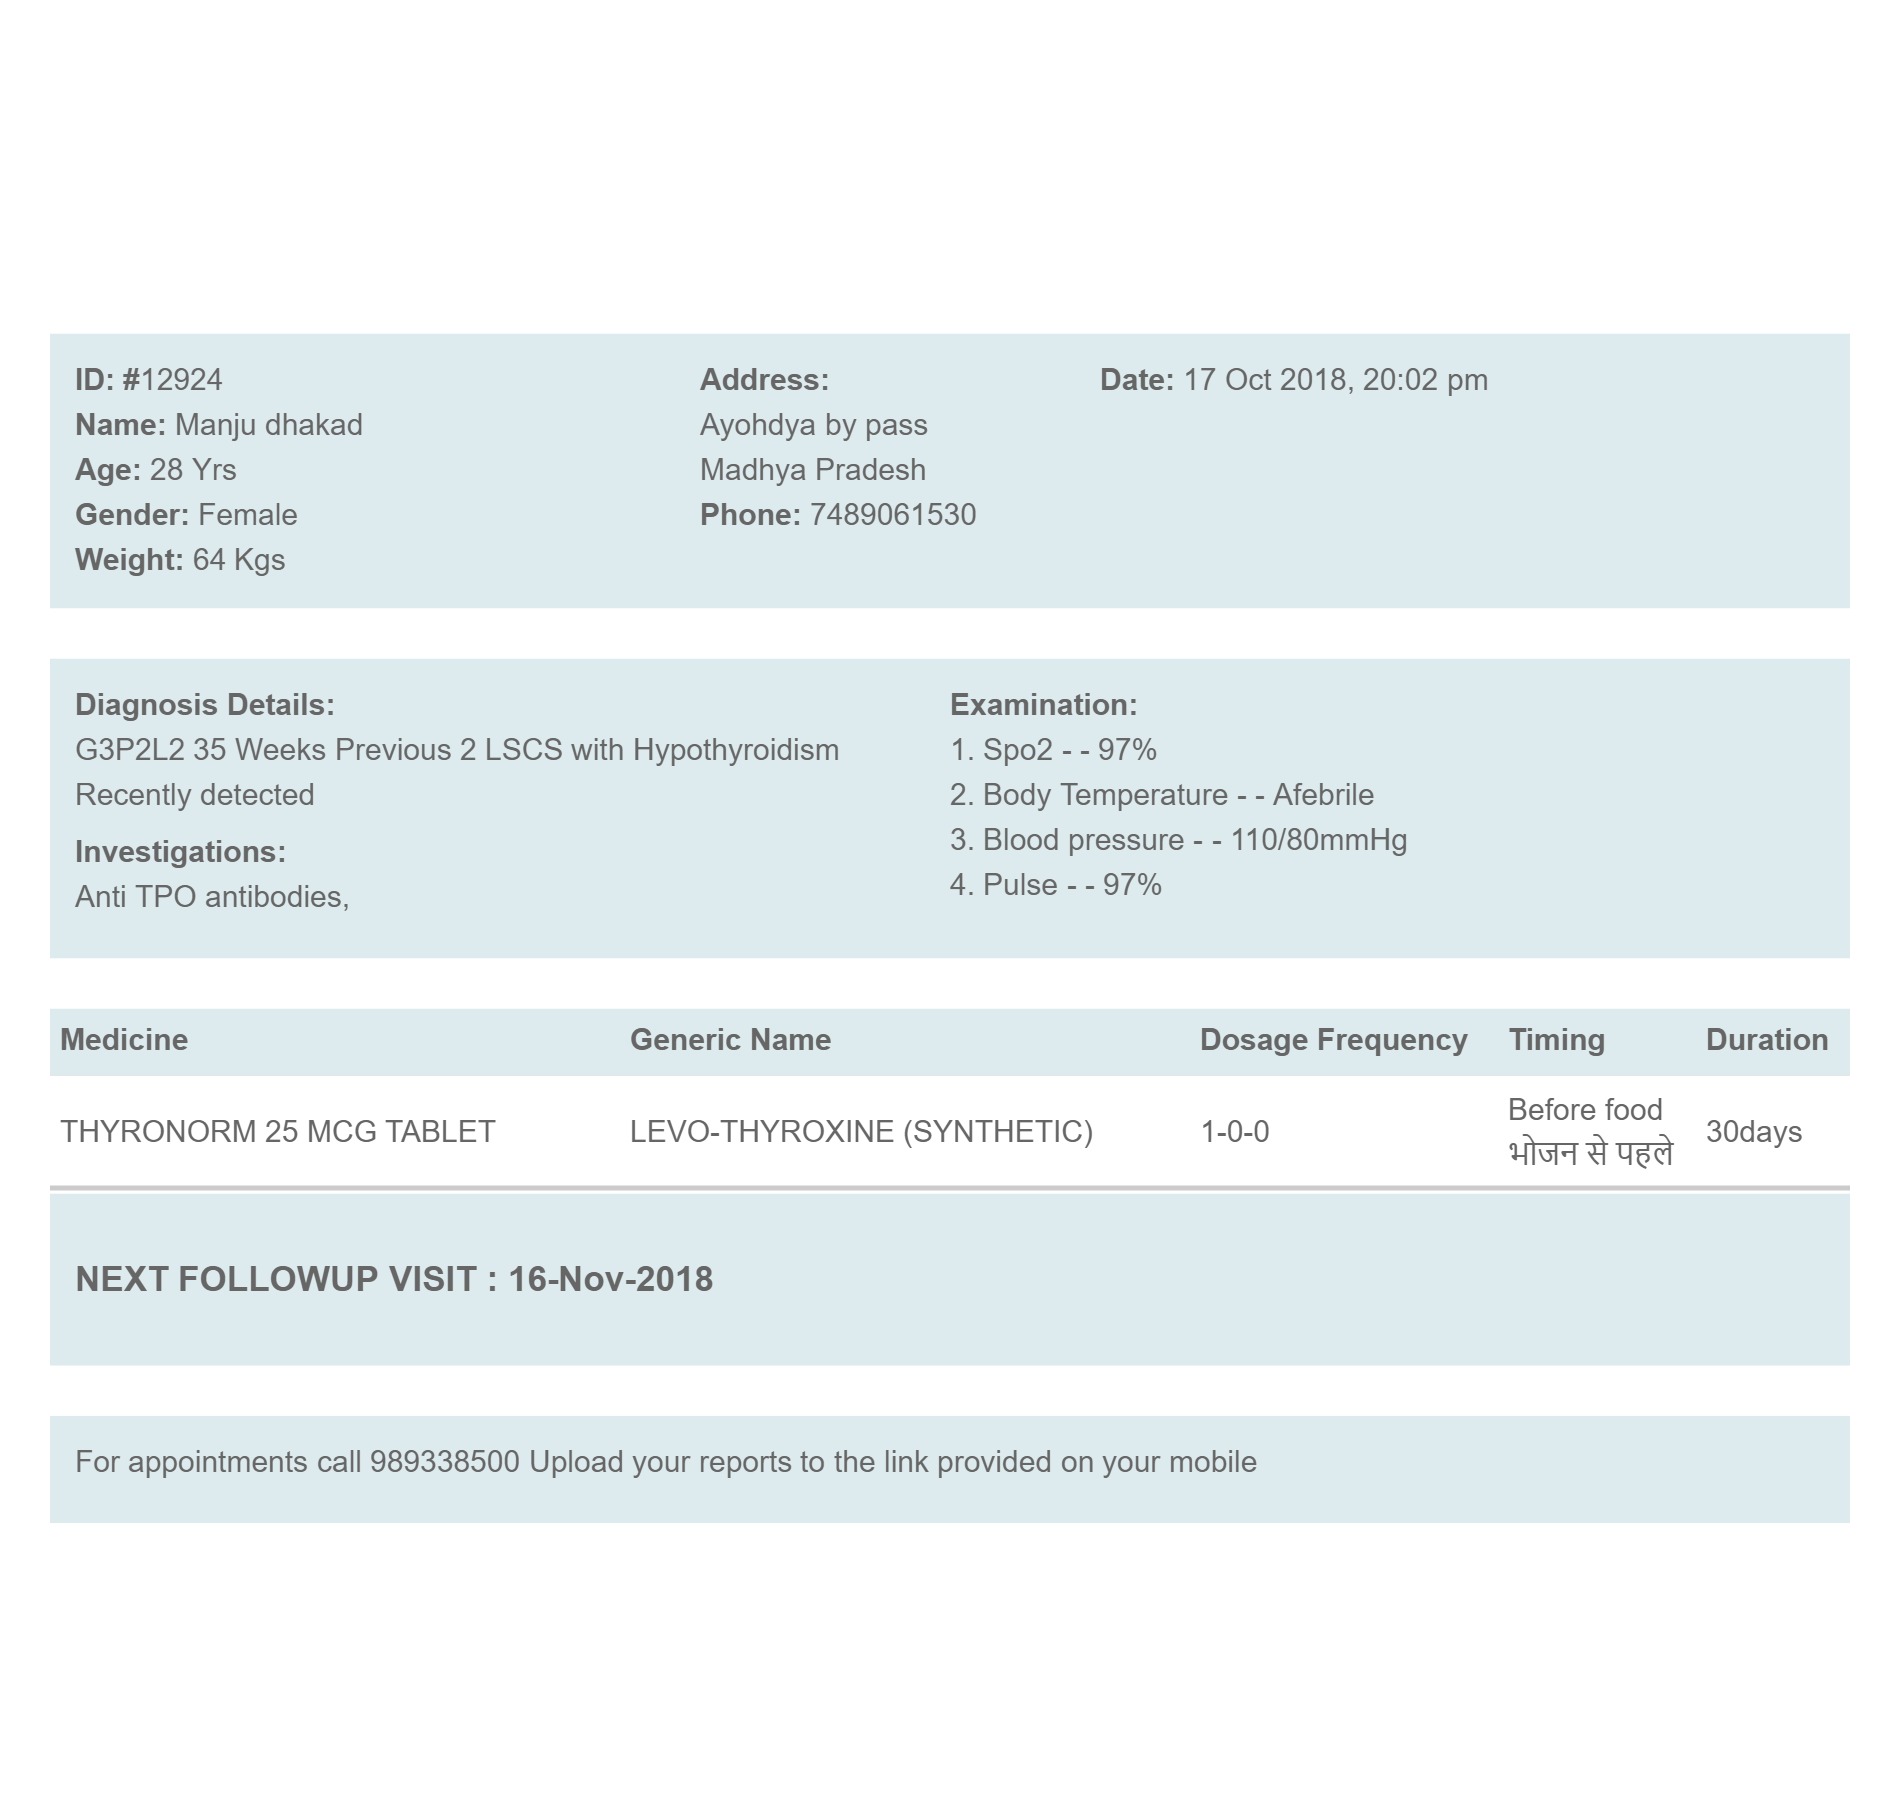 ID: #12924
Name: Manju dhakad
Age: 28 Yrs
Gender: Female
Weight: 64 Kgs
Address:
Ayohdya by pass
Madhya Pradesh
Phone: 7489061530
Date: 17 Oct 2018, 20:02 pm
Diagnosis Details:
G3P2L2 35 Weeks Previous 2 LSCS with Hypothyroidism
Recently detected
Investigations:
Anti TPO antibodies,
Examination:
1. Spo2 - - 97%
2. Body Temperature - - Afebrile
3. Blood pressure - - 110/80mmHg
4. Pulse - - 97%
Medicine Generic Name Dosage Frequency Timing Duration
THYRONORM 25 MCG TABLET LEVO-THYROXINE (SYNTHETIC) 1-0-0 Before food 30days
भोजन से पहले
NEXT FOLLOWUP VISIT : 16-Nov-2018
For appointments call 989338500 Upload your reports to the link provided on your mobile